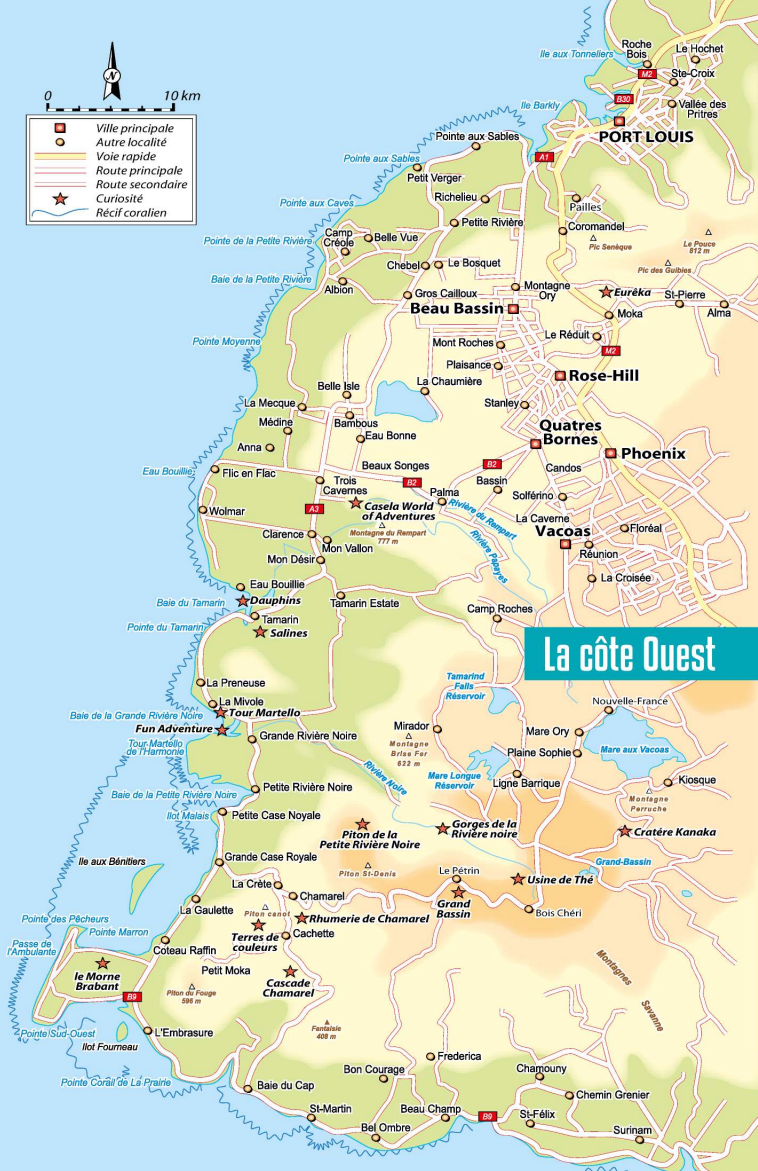 Roche
Bois
Le Hochet
Ile aux Tonneliers
M2
Ste-Croix
N
0
10 km
B30
Vallée des
Pritres
Ile Barkly
PORT LOUIS
Ville principale
Autre localité
Voie rapide
Route principale
Route secondaire
Curiosité
Récif coralien
Pointe aux Sables
A1
Pointe aux Sables
Petit Verger
Richelieu
Pailles
Pointe aux Caves
Petite Rivière
Coromandel
Camp
Créole
Belle Vue
Pointe de la Petite Rivière
Pic Senèque
Le Pouce
812 m
Chebel
Le Bosquet
Pic des Guibies
Baie de la Petite Rivière
Albion
Gros Cailloux
Montagne
Ory
Eurêka
St-Pierre
Beau Bassin
Moka
Alma
Pointe Moyenne
Mont Roches
Le Réduit
M2
Plaisance
Rose-Hill
La Chaumière
Belle Isle
La Mecque
Stanley
Médine
Bambous
Quatres
Bornes
Eau Bonne
Anna
Phoenix
Eau Bouillie
Flic en Flac
Beaux Songes
B2
Candos
Trois
Cavernes
B2
Bassin
Palma
Solférino
Casela World
of Adventures
Rivière du Rempart
Wolmar
A3
La Caverne
Floréal
Montagne du Rempart
777 m
Clarence
Vacoas
Mon Vallon
Rivière Papayes
Réunion
Mon Désir
La Croisée
Eau Bouillie
Baie du Tamarin
Dauphins
Tamarin Estate
Camp Roches
Pointe du Tamarin
Tamarin
Salines
La côte Ouest
La Preneuse
Tamarind
Falls
Réservoir
La Mivole
Nouvelle-France
Baie de la Grande Rivière Noire
Tour Martello
Fun Adventure
Mirador
Mare Ory
Tour Martello
de l'Harmonie
Grande Rivière Noire
Montagne
Brise Fer
622 m
Plaine Sophie
Mare aux Vacoas
Rivière Noire
Mare Longue
Réservoir
Ligne Barrique
Kiosque
Baie de la Petite Rivière Noire
Petite Rivière Noire
Montagne
Perruche
Ilot Malais
Petite Case Noyale
Piton de la
Petite Rivière Noire
Gorges de la
Rivière noire
Cratére Kanaka
Grande Case Royale
Ile aux Bénitiers
Piton St-Denis
Grand-Bassin
Le Pétrin
Usine de Thé
La Crète
Chamarel
Grand
Bassin
La Gaulette
Piton canot
Rhumerie de Chamarel
Bois Chéri
Pointe des Pêcheurs
Pointe Marron
Terres de
couleurs
Cachette
Passe de
l'Ambulante
Coteau Raffin
Montagnes
Savanne
le Morne
Brabant
Petit Moka
Cascade
Chamarel
B9
Piton du Fouge
596 m
Pointe Sud-Ouest
L'Embrasure
Fantaisie
408 m
Ilot Fourneau
Frederica
Bon Courage
Chamouny
Pointe Corail de La Prairie
Baie du Cap
Chemin Grenier
St-Martin
Beau Champ
B9
St-Félix
Bel Ombre
Surinam